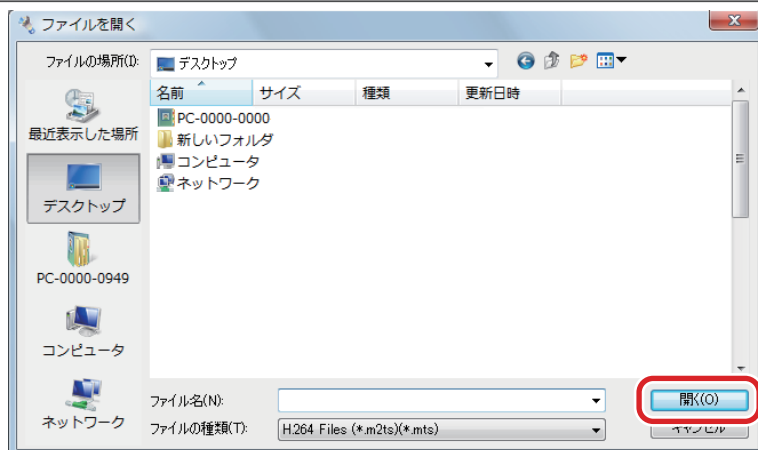 ファイルを開く
ファイルの場所(I):
デスクトップ
名前 サイズ 種類 更新日時
PC-0000-0000
新しいフォルダ
コンピュータ
ネットワーク
最近表示した場所
デスクトップ
PC-0000-0949
コンピュータ
ネットワーク
ファイル名(N):
開く(O)
ファイルの種類(T):
H.264 Files (*.m2ts)(*.mts)
キャンセル